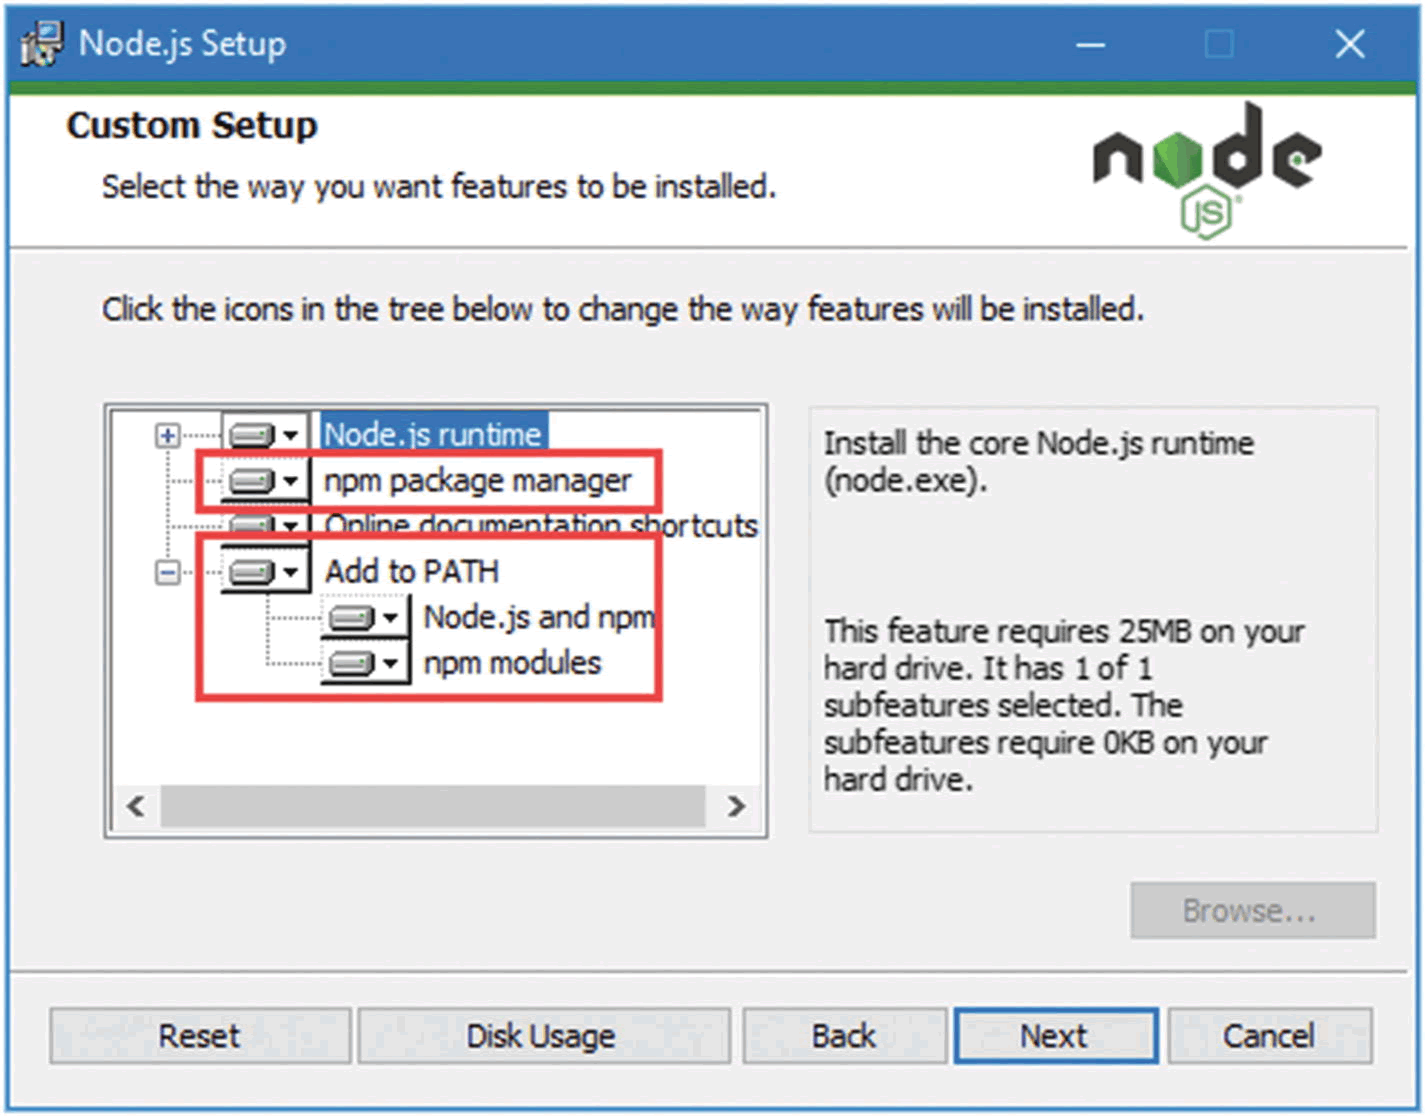 Node.js Setup
Custom Setup
Select the way you want features to be installed.
node
JS
Click the icons in the tree below to change the way features will be installed.
Node.js runtime
npm package manager
Online documentation shortcuts
Add to PATH
Node.js and npm
npm modules
Install the core Node.js runtime
(node.exe).
This feature requires 25MB on your
hard drive. It has 1 of 1
subfeatures selected. The
subfeatures require 0KB on your
hard drive.
Browse...
Reset
Disk Usage
Back
Next
Cancel